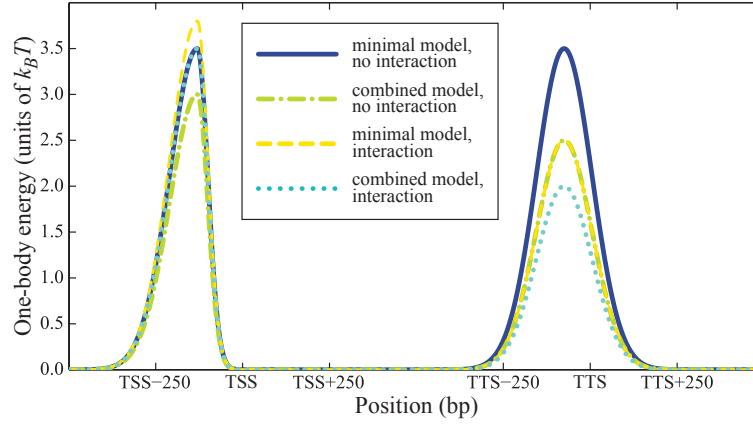 One-body energy (units of k_BT)
3.5
3.0
2.5
2.0
1.5
1.0
0.5
0.0
minimal model,
no interaction
combined model,
no interaction
minimal model,
interaction
combined model,
interaction
TSS−250
TSS
TSS+250
TTS−250
TTS
TTS+250
Position (bp)